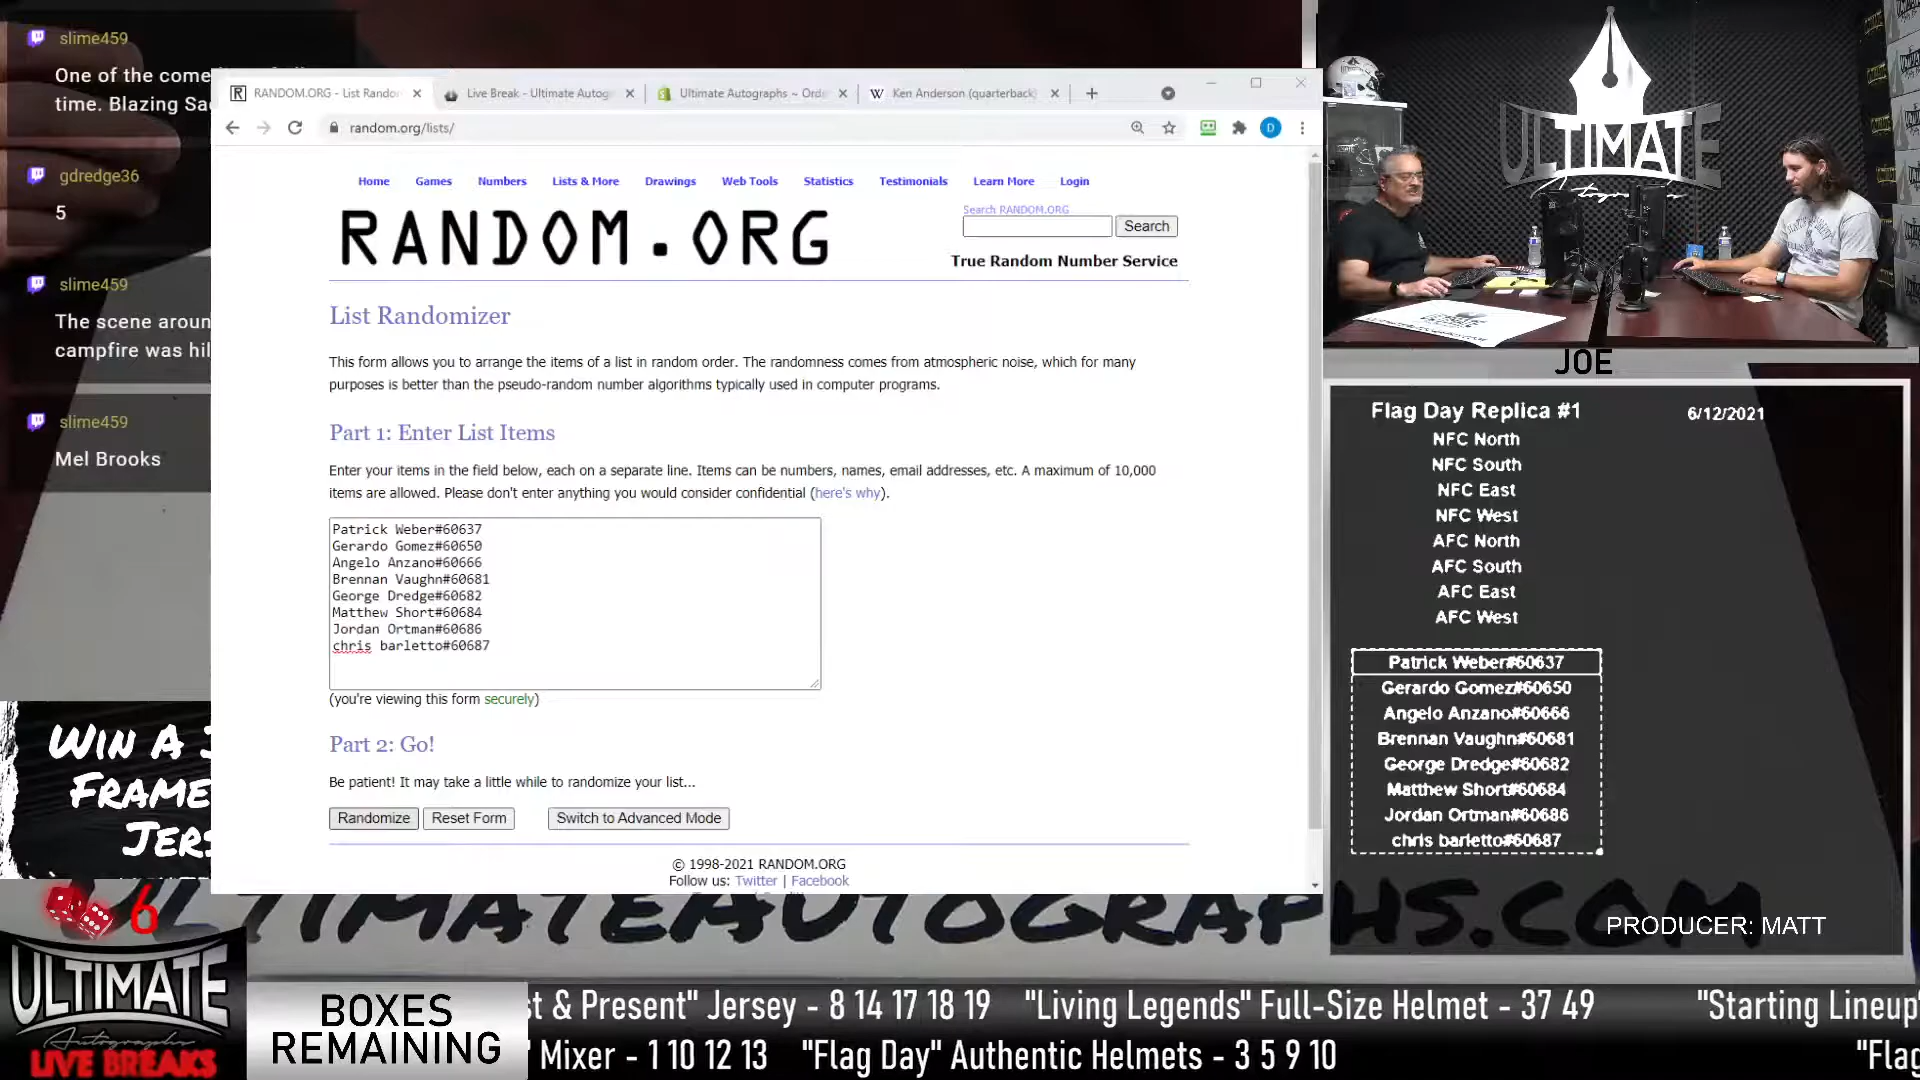 slime459
One of the come
time. Blazing Sa
gdredge36
5
slime459
The scene aroun
campfire was hil
slime459
Mel Brooks
RANDOM.ORG - List Rando
Live Break - Ultimate Autog
Ultimate Autographs ~ Orde
Ken Anderson (quarterback)
random.org/lists/
D
Home Games Numbers Lists & More Drawings Web Tools Statistics Testimonials Learn More Login
RANDOM.ORG
Search RANDOM.ORG
Search
True Random Number Service
List Randomizer
This form allows you to arrange the items of a list in random order. The randomness comes from atmospheric noise, which for many
purposes is better than the pseudo-random number algorithms typically used in computer programs.
Part 1: Enter List Items
Enter your items in the field below, each on a separate line. Items can be numbers, names, email addresses, etc. A maximum of 10,000
items are allowed. Please don't enter anything you would consider confidential (here's why).
Patrick Weber#60637
Gerardo Gomez#60650
Angelo Anzano#60666
Brennan Vaughn#60681
George Dredge#60682
Matthew Short#60684
Jordan Ortman#60686
chris barletto#60687
(you're viewing this form securely)
Part 2: Go!
Be patient! It may take a little while to randomize your list...
Randomize Reset Form Switch to Advanced Mode
© 1998-2021 RANDOM.ORG
Follow us: Twitter | Facebook
ULTIMATE
Autographs
JOE
Flag Day Replica #1 6/12/2021
NFC North
NFC South
NFC East
NFC West
AFC North
AFC South
AFC East
AFC West
Patrick Weber#60637
Gerardo Gomez#60650
Angelo Anzano#60666
Brennan Vaughn#60681
George Dredge#60682
Matthew Short#60684
Jordan Ortman#60686
chris barletto#60687
PRODUCER: MATT
WIN A
FRAME
JERS
6
ULTIMATEAUTOGRAPHS.COM
ULTIMATE
Autographs
LIVE BREAKS
BOXES
REMAINING
st & Present" Jersey - 8 14 17 18 19 "Living Legends" Full-Size Helmet - 37 49 "Starting Lineup
" Mixer - 1 10 12 13 "Flag Day" Authentic Helmets - 3 5 9 10 "Flag